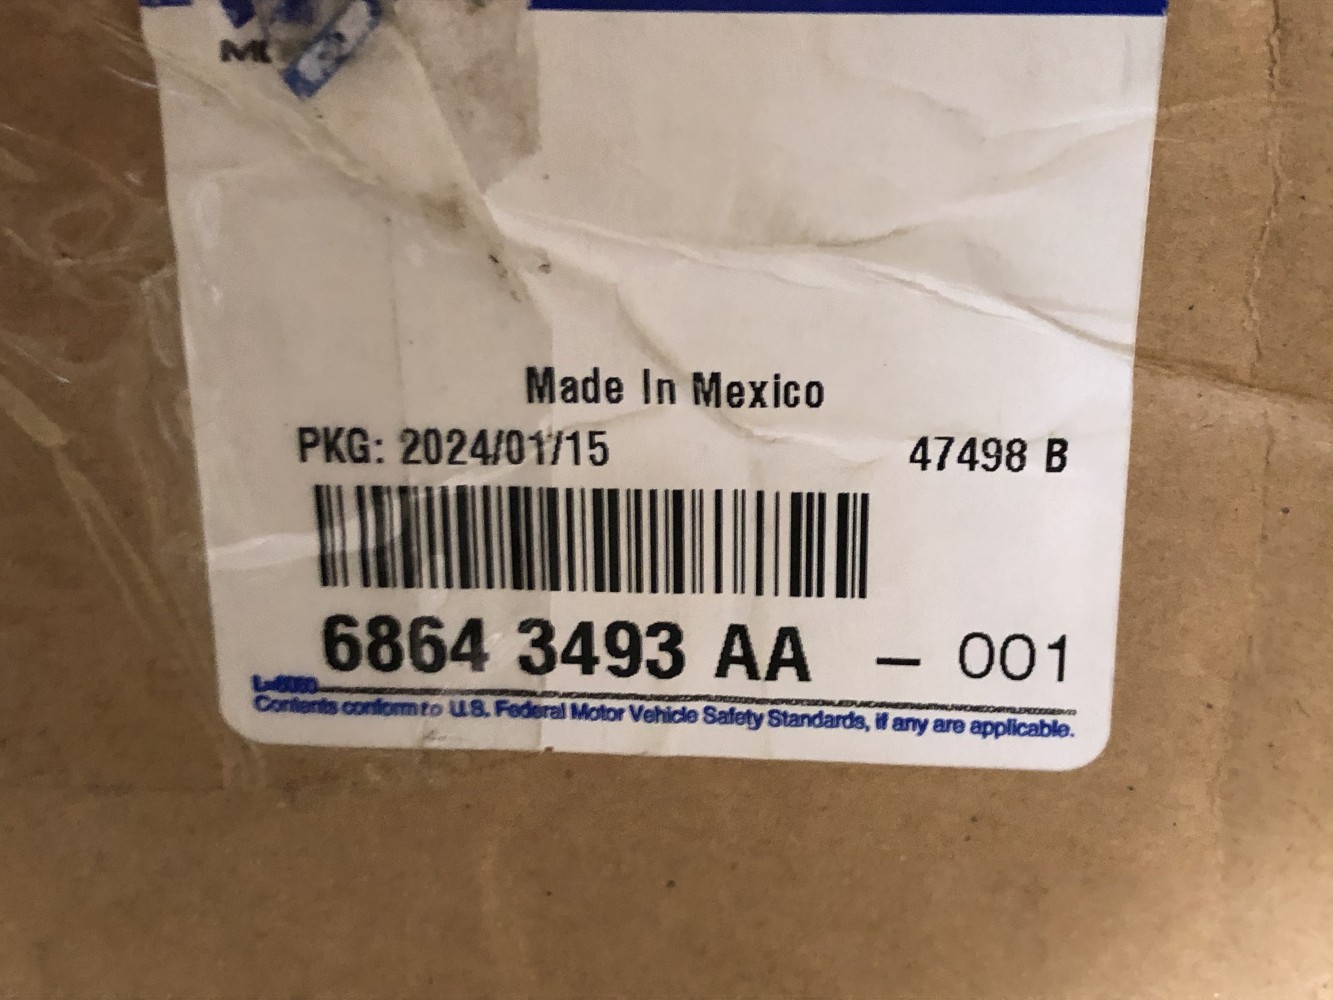 Made In Mexico
PKG: 2024/01/15 47498 B
6864 3493 AA – 001
Contents conform to U.S. Federal Motor Vehicle Safety Standards, if any are applicable.